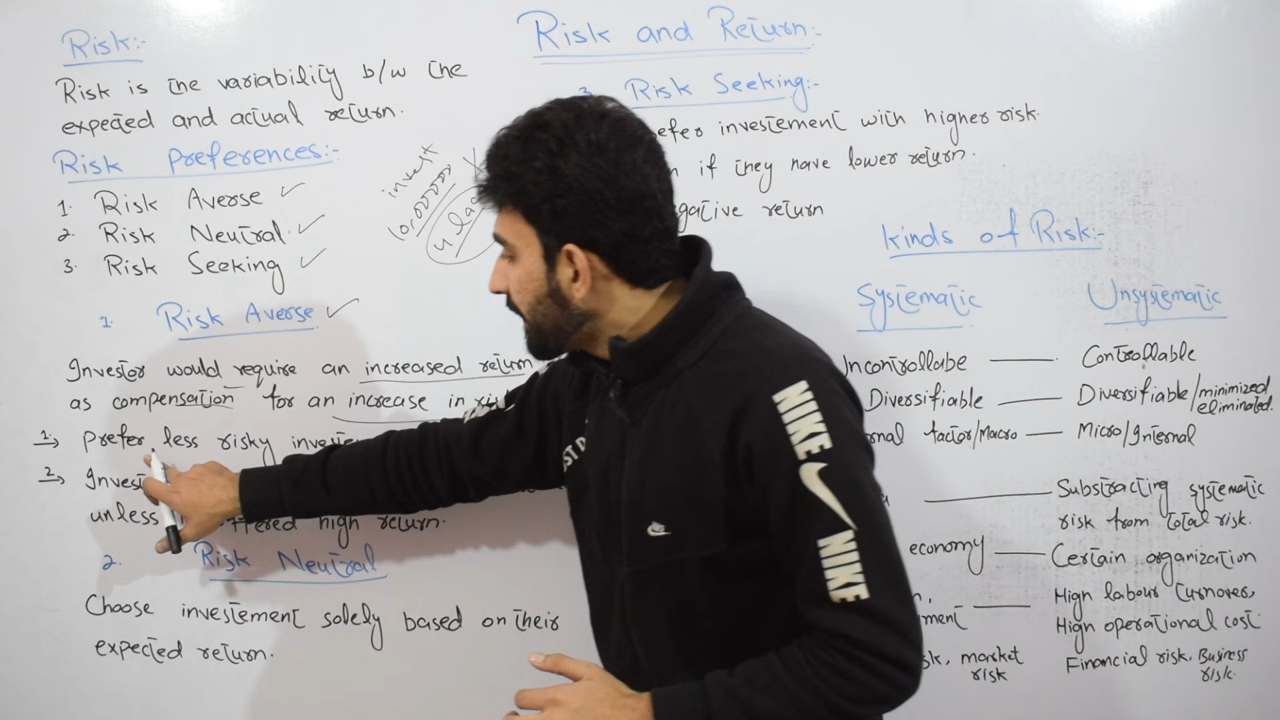 Risk and Return:-
Risk:-
Risk is the variability b/w the
expected and actual return.
Risk preferences:-
1. Risk Averse ✓
2. Risk Neutral ✓
3. Risk Seeking ✓
invest
1. Risk Averse ✓
Investor would require an increased return
as compensation for an increase in
1. → prefer less risky
2. →
unless high return.
2. Risk Neutral
Choose investement solely based on their
expected return.
3. Risk Seeking:-
investement with higher risk.
if they have lower return.
return
kinds of Risk:-
Systematic Unsystematic
Incontrollabe — Controllable
Diversifiable — Diversifiable/minimized
eliminated.
factor/Macro — Micro/Internal
— Substracting systematic
risk from total risk.
economy — Certain organization
— High labour turnover,
High operational cost
market risk
Financial risk, Business risk.
NIKE
NIKE